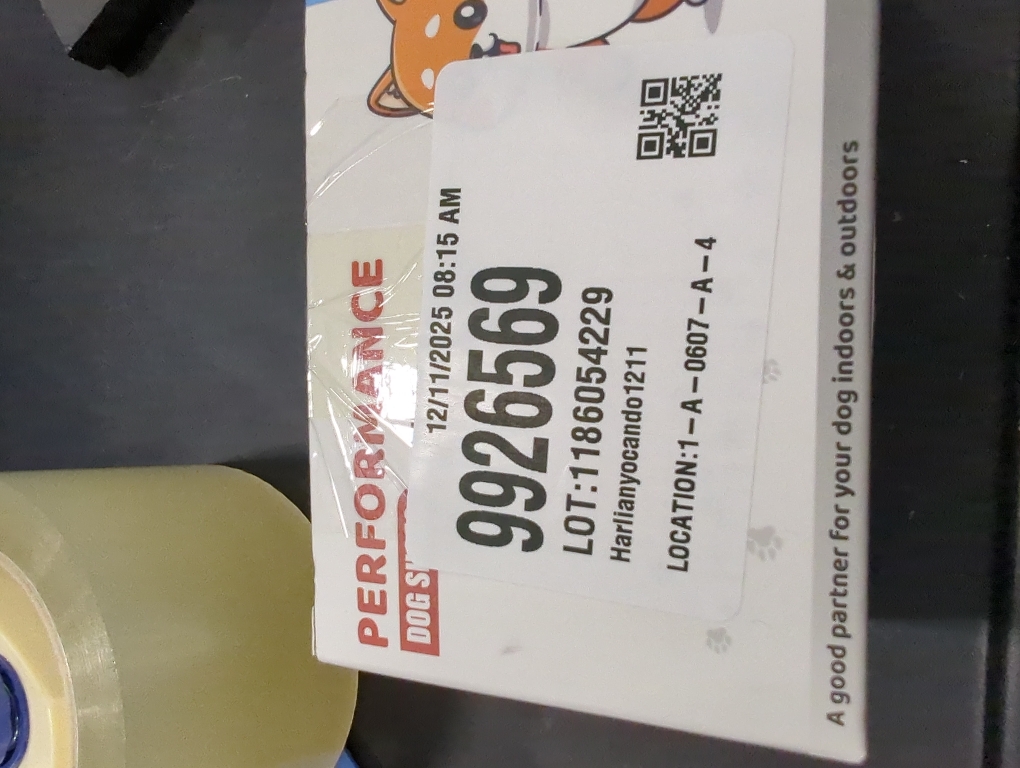 PERFORMANCE
DOG
12/11/2025 08:15 AM
9926569
LOT:1186054229
Harlianyocando1211
LOCATION:1-A-0607-A-4
A good partner for your dog indoors & outdoors